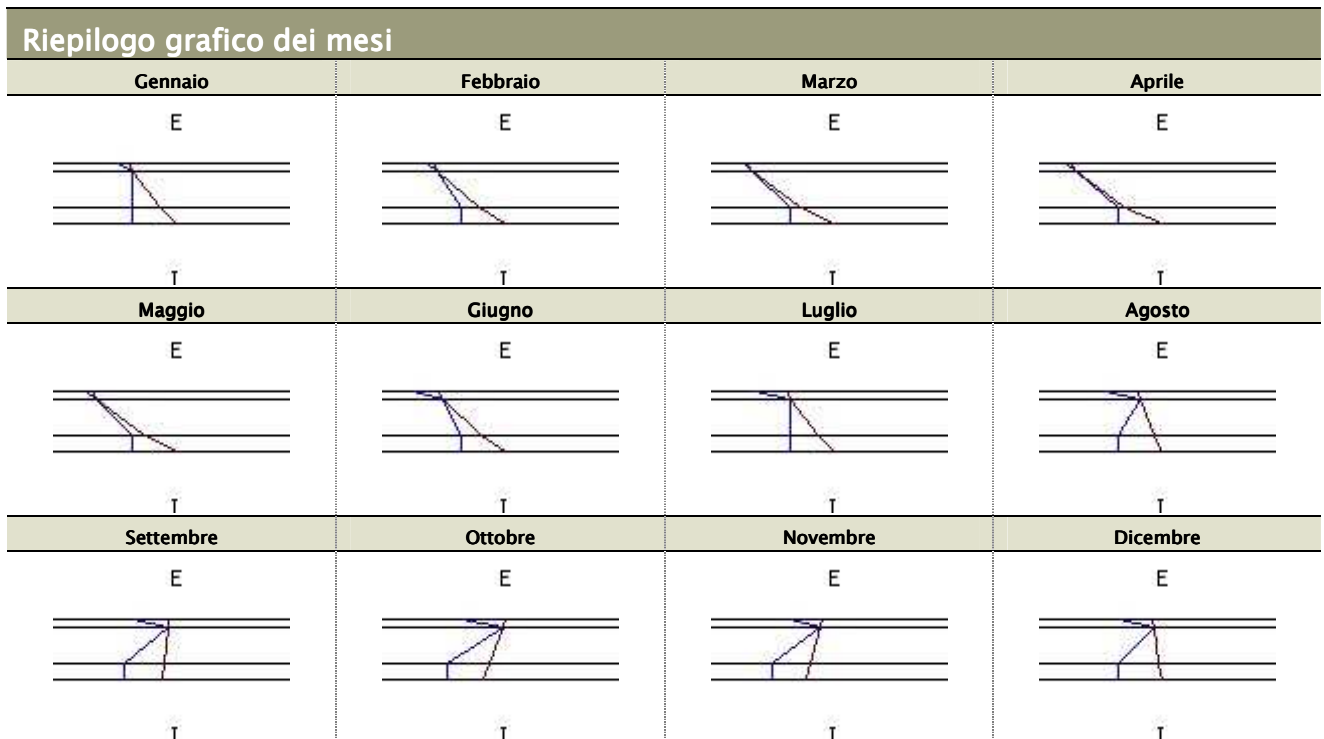 Riepilogo grafico dei mesi
Gennaio Febbraio Marzo Aprile
E E E E
I I I I
Maggio Giugno Luglio Agosto
E E E E
I I I I
Settembre Ottobre Novembre Dicembre
E E E E
I I I I